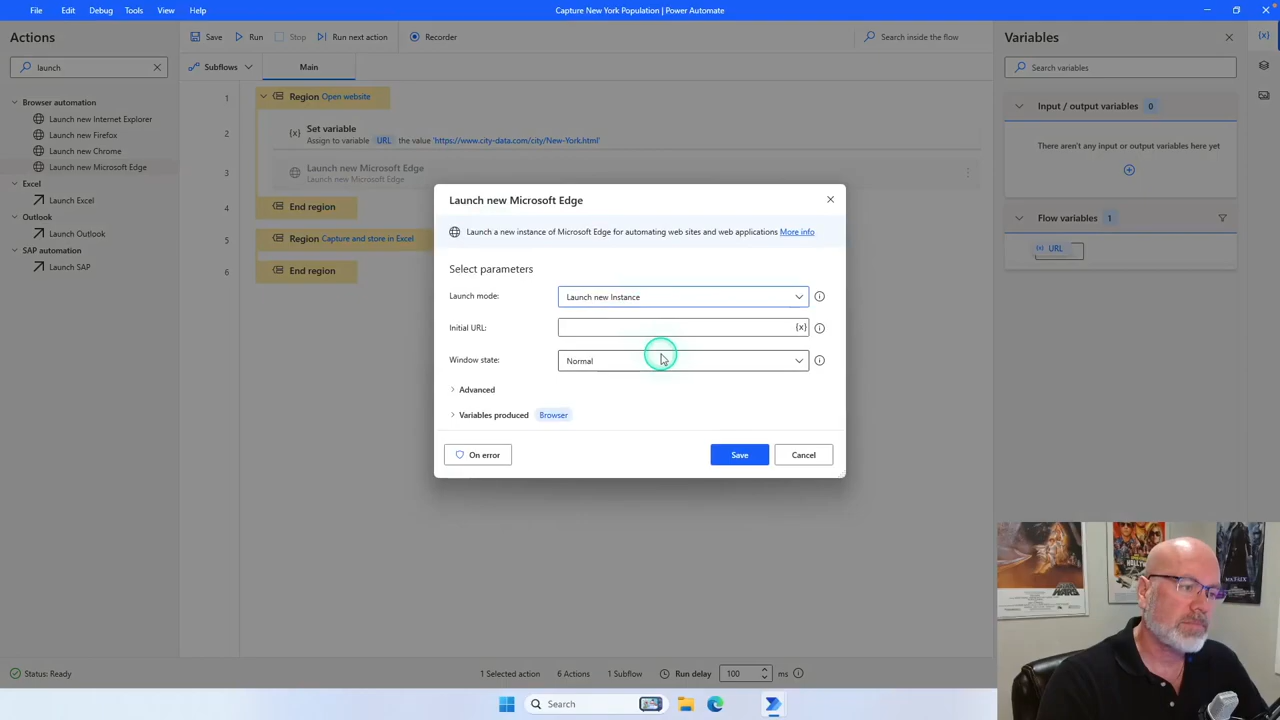 File Edit Debug Tools View Help
Capture New York Population | Power Automate
Actions
launch
Browser automation
Launch new Internet Explorer
Launch new Firefox
Launch new Chrome
Launch new Microsoft Edge
Excel
Launch Excel
Outlook
Launch Outlook
SAP automation
Launch SAP
Save Run Stop Run next action Recorder
Search inside the flow
Subflows Main
1 Region Open website
2 {x} Set variable
Assign to variable URL the value 'https://www.city-data.com/city/New-York.html'
3 Launch new Microsoft Edge
Launch new Microsoft Edge
4 End region
5 Region Capture and store in Excel
6 End region
Launch new Microsoft Edge
Launch a new instance of Microsoft Edge for automating web sites and web applications More info
Select parameters
Launch mode: Launch new Instance
Initial URL: {x}
Window state: Normal
Advanced
Variables produced Browser
On error Save Cancel
Variables {x}
Search variables
Input / output variables 0
There aren't any input or output variables here yet
Flow variables 1
{x} URL
Status: Ready 1 Selected action 6 Actions 1 Subflow Run delay 100 ms
Search
STAR
WARS